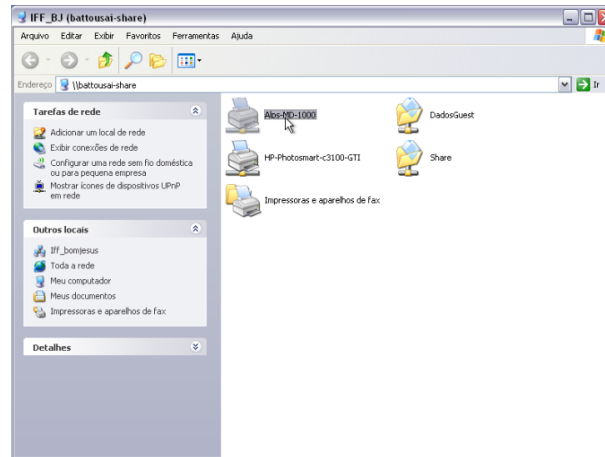 IFF_BJ (battousai-share)
Arquivo Editar Exibir Favoritos Ferramentas Ajuda
Endereço \\battousai-share Ir
Tarefas de rede
Adicionar um local de rede
Exibir conexões de rede
Configurar uma rede sem fio doméstica
ou para pequena empresa
Mostrar ícones de dispositivos UPnP
em rede
Outros locais
Iff_bomjesus
Toda a rede
Meu computador
Meus documentos
Impressoras e aparelhos de fax
Detalhes
Alps-MD-1000
DadosGuest
HP-Photosmart-c3100-GTI
Share
Impressoras e aparelhos de fax